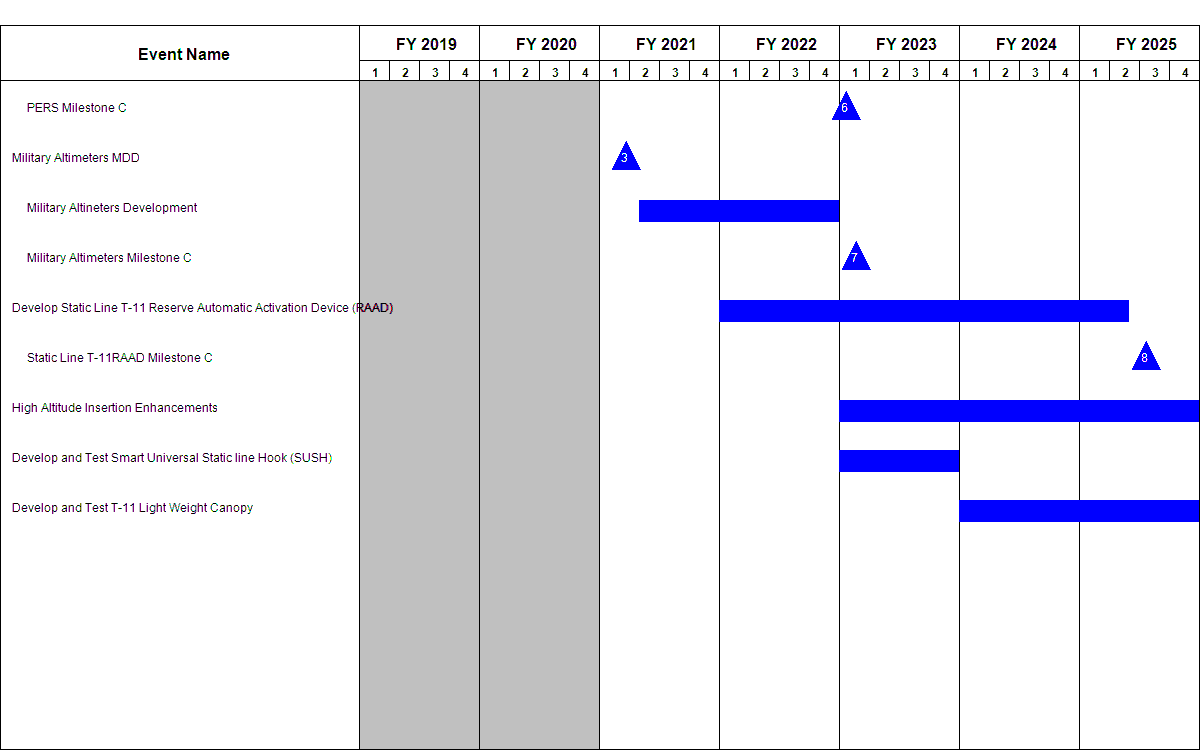 Event Name
FY 2019 FY 2020 FY 2021 FY 2022 FY 2023 FY 2024 FY 2025
1 2 3 4 1 2 3 4 1 2 3 4 1 2 3 4 1 2 3 4 1 2 3 4 1 2 3 4
PERS Milestone C 6
Military Altimeters MDD 3
Military Altineters Development
Military Altimeters Milestone C 7
Develop Static Line T-11 Reserve Automatic Activation Device (RAAD)
Static Line T-11RAAD Milestone C 8
High Altitude Insertion Enhancements
Develop and Test Smart Universal Static line Hook (SUSH)
Develop and Test T-11 Light Weight Canopy